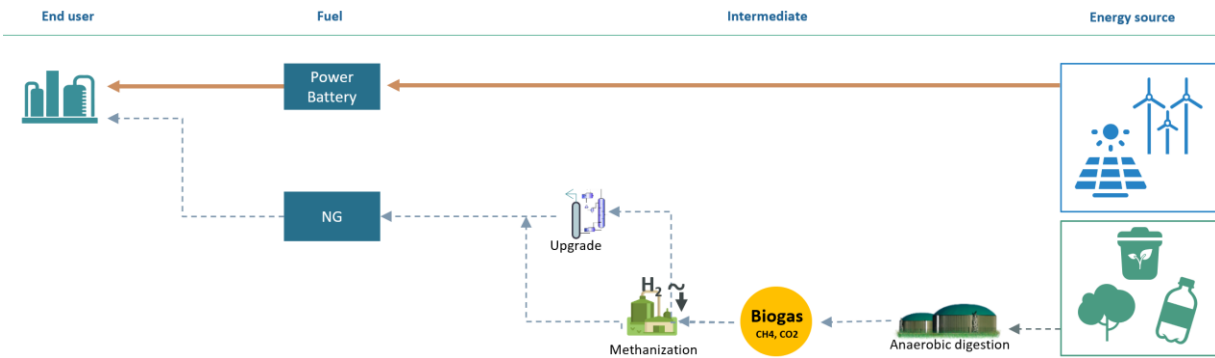 End user
Fuel
Intermediate
Energy source
Power
Battery
NG
Upgrade
H2 ~
Biogas
CH4, CO2
Methanization
Anaerobic digestion